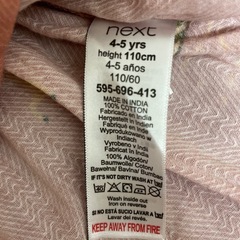 next
4-5 yrs
height 110cm
4-5 años
110/60
595-696-413
MADE IN INDIA
100% COTTON
Fabricado en India
Hergestellt in Indien
Fabriqué en Inde
Wyprodukowano w
Indiach
Vyrobeno v Indii
Fabricat in India
100% Algodón/
Baumwolle/Coton/
Bawełna/Bavlna/Bumbac
IF IT'S NOT DIRTY WASH AT
Wash and iron
inside out on
reverse
SI NO ESTÁ SUCIO LAVAR A
Lavar del revés
KEEP AWAY FROM FIRE